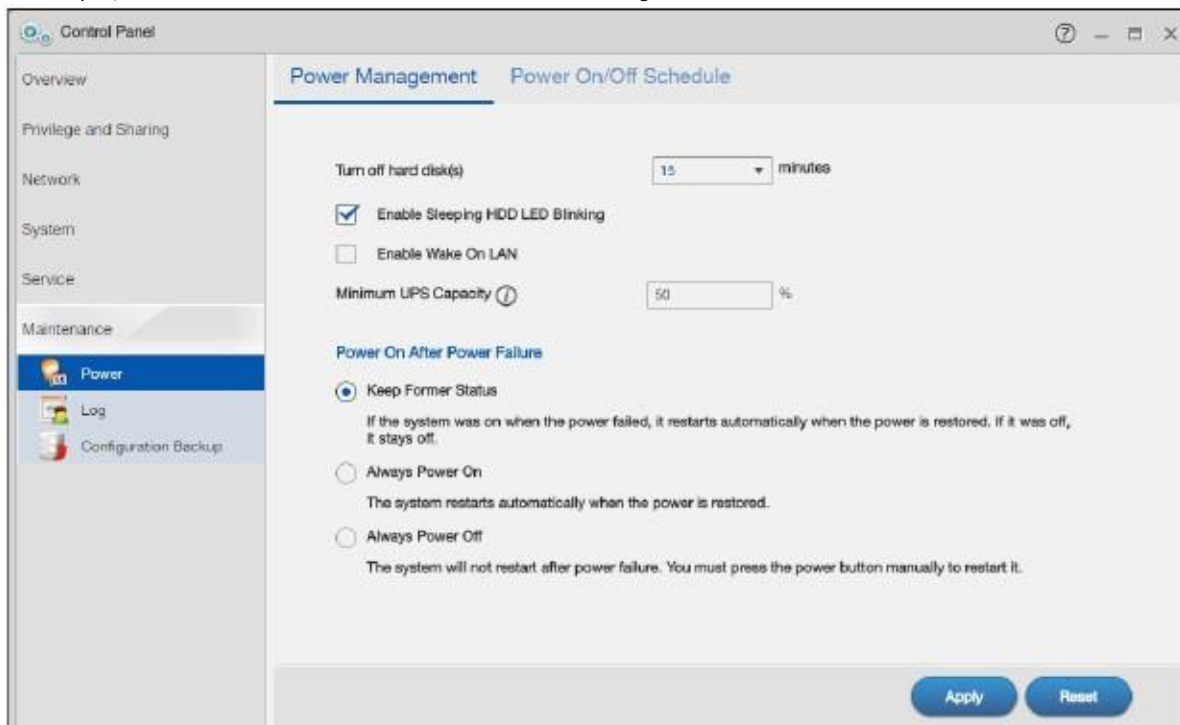 Control Panel
Overview
Privilege and Sharing
Network
System
Service
Maintenance
Power
Log
Configuration Backup
Power Management Power On/Off Schedule
Turn off hard disk(s) 15 minutes
Enable Sleeping HDD LED Blinking
Enable Wake On LAN
Minimum UPS Capacity 50 %
Power On After Power Failure
Keep Former Status
If the system was on when the power failed, it restarts automatically when the power is restored. If it was off,
it stays off.
Always Power On
The system restarts automatically when the power is restored.
Always Power Off
The system will not restart after power failure. You must press the power button manually to restart it.
Apply Reset